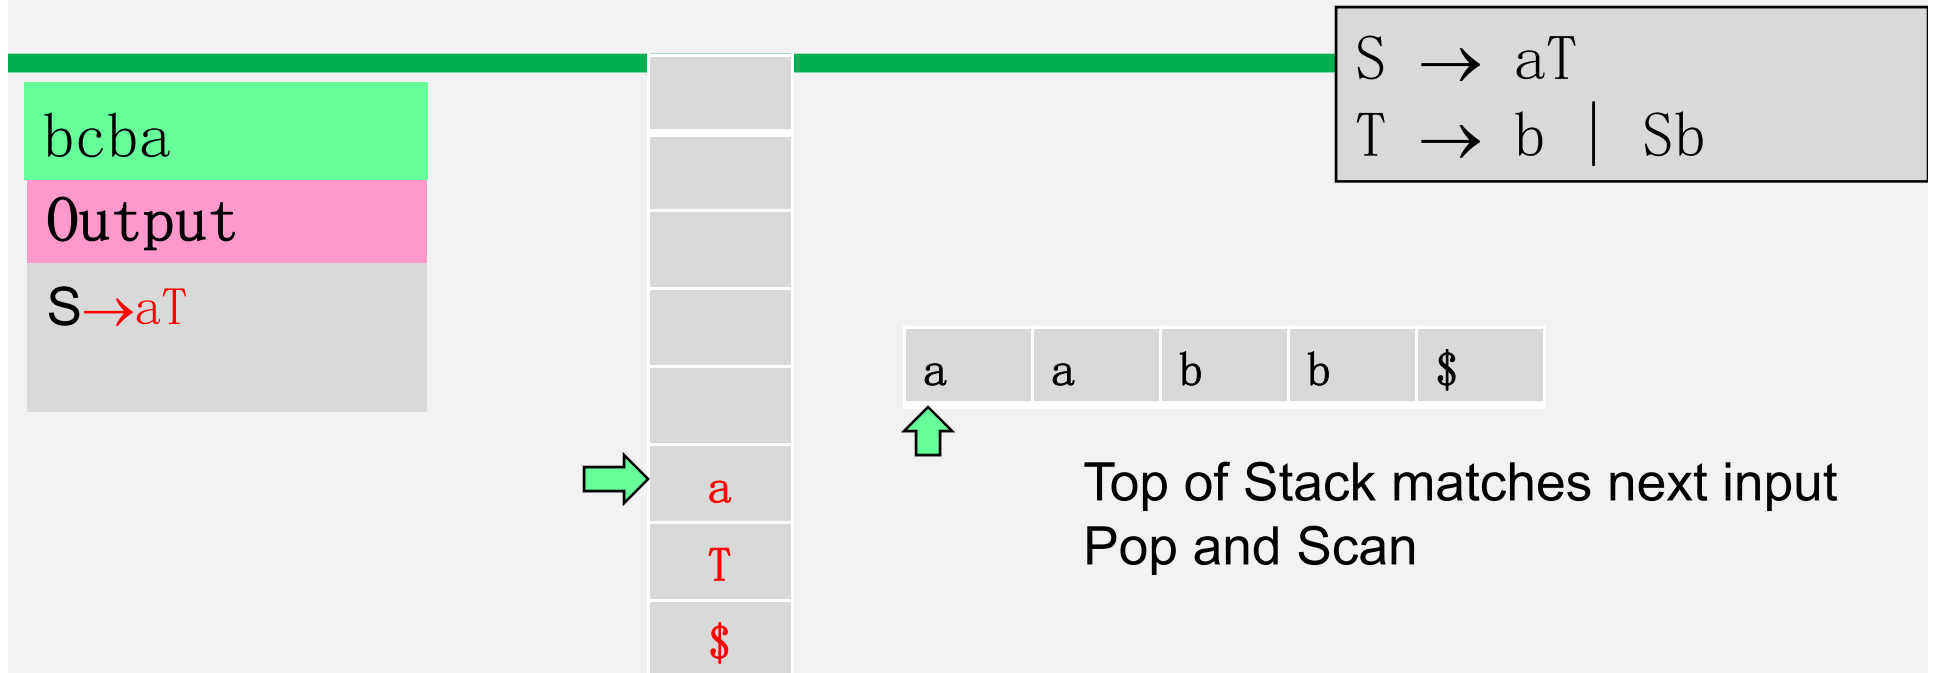 S → aT
T → b | Sb
bcba
Output
S→aT
a
T
$
a a b b $
Top of Stack matches next input
Pop and Scan